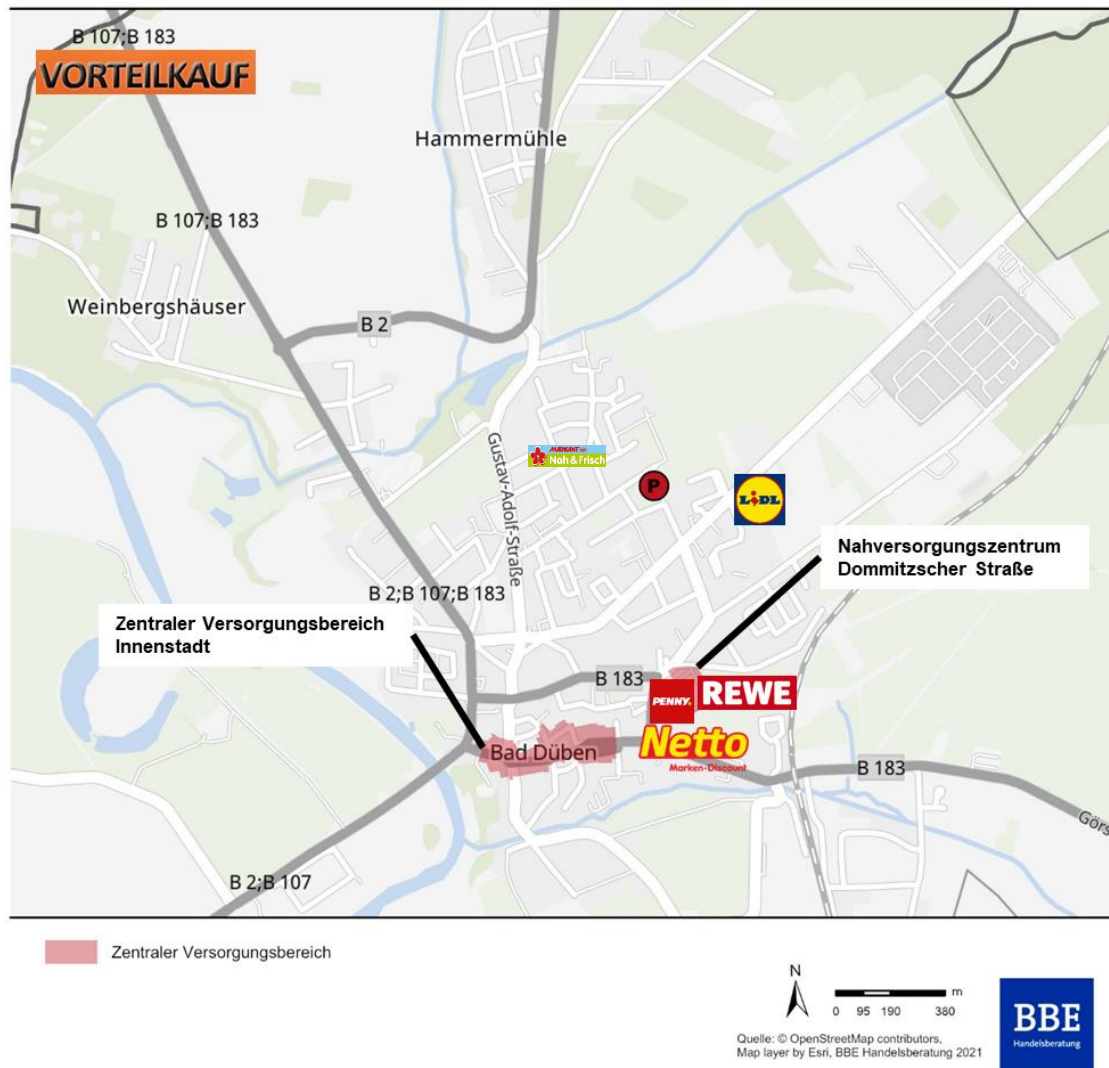 B 107;B 183
VORTEILKAUF
Hammermühle
B 107;B 183
Weinbergshäuser
B 2
Gustav-Adolf-Straße
MARKANT
Nah & Frisch
P
LIDL
Nahversorgungszentrum
Dommitzscher Straße
B 2;B 107;B 183
Zentraler Versorgungsbereich
Innenstadt
B 183
PENNY.
REWE
Netto
Marken-Discount
Bad Düben
B 183
Görs
B 2;B 107
Zentraler Versorgungsbereich
N
m
0 95 190 380
Quelle: © OpenStreetMap contributors,
Map layer by Esri, BBE Handelsberatung 2021
BBE
Handelsberatung